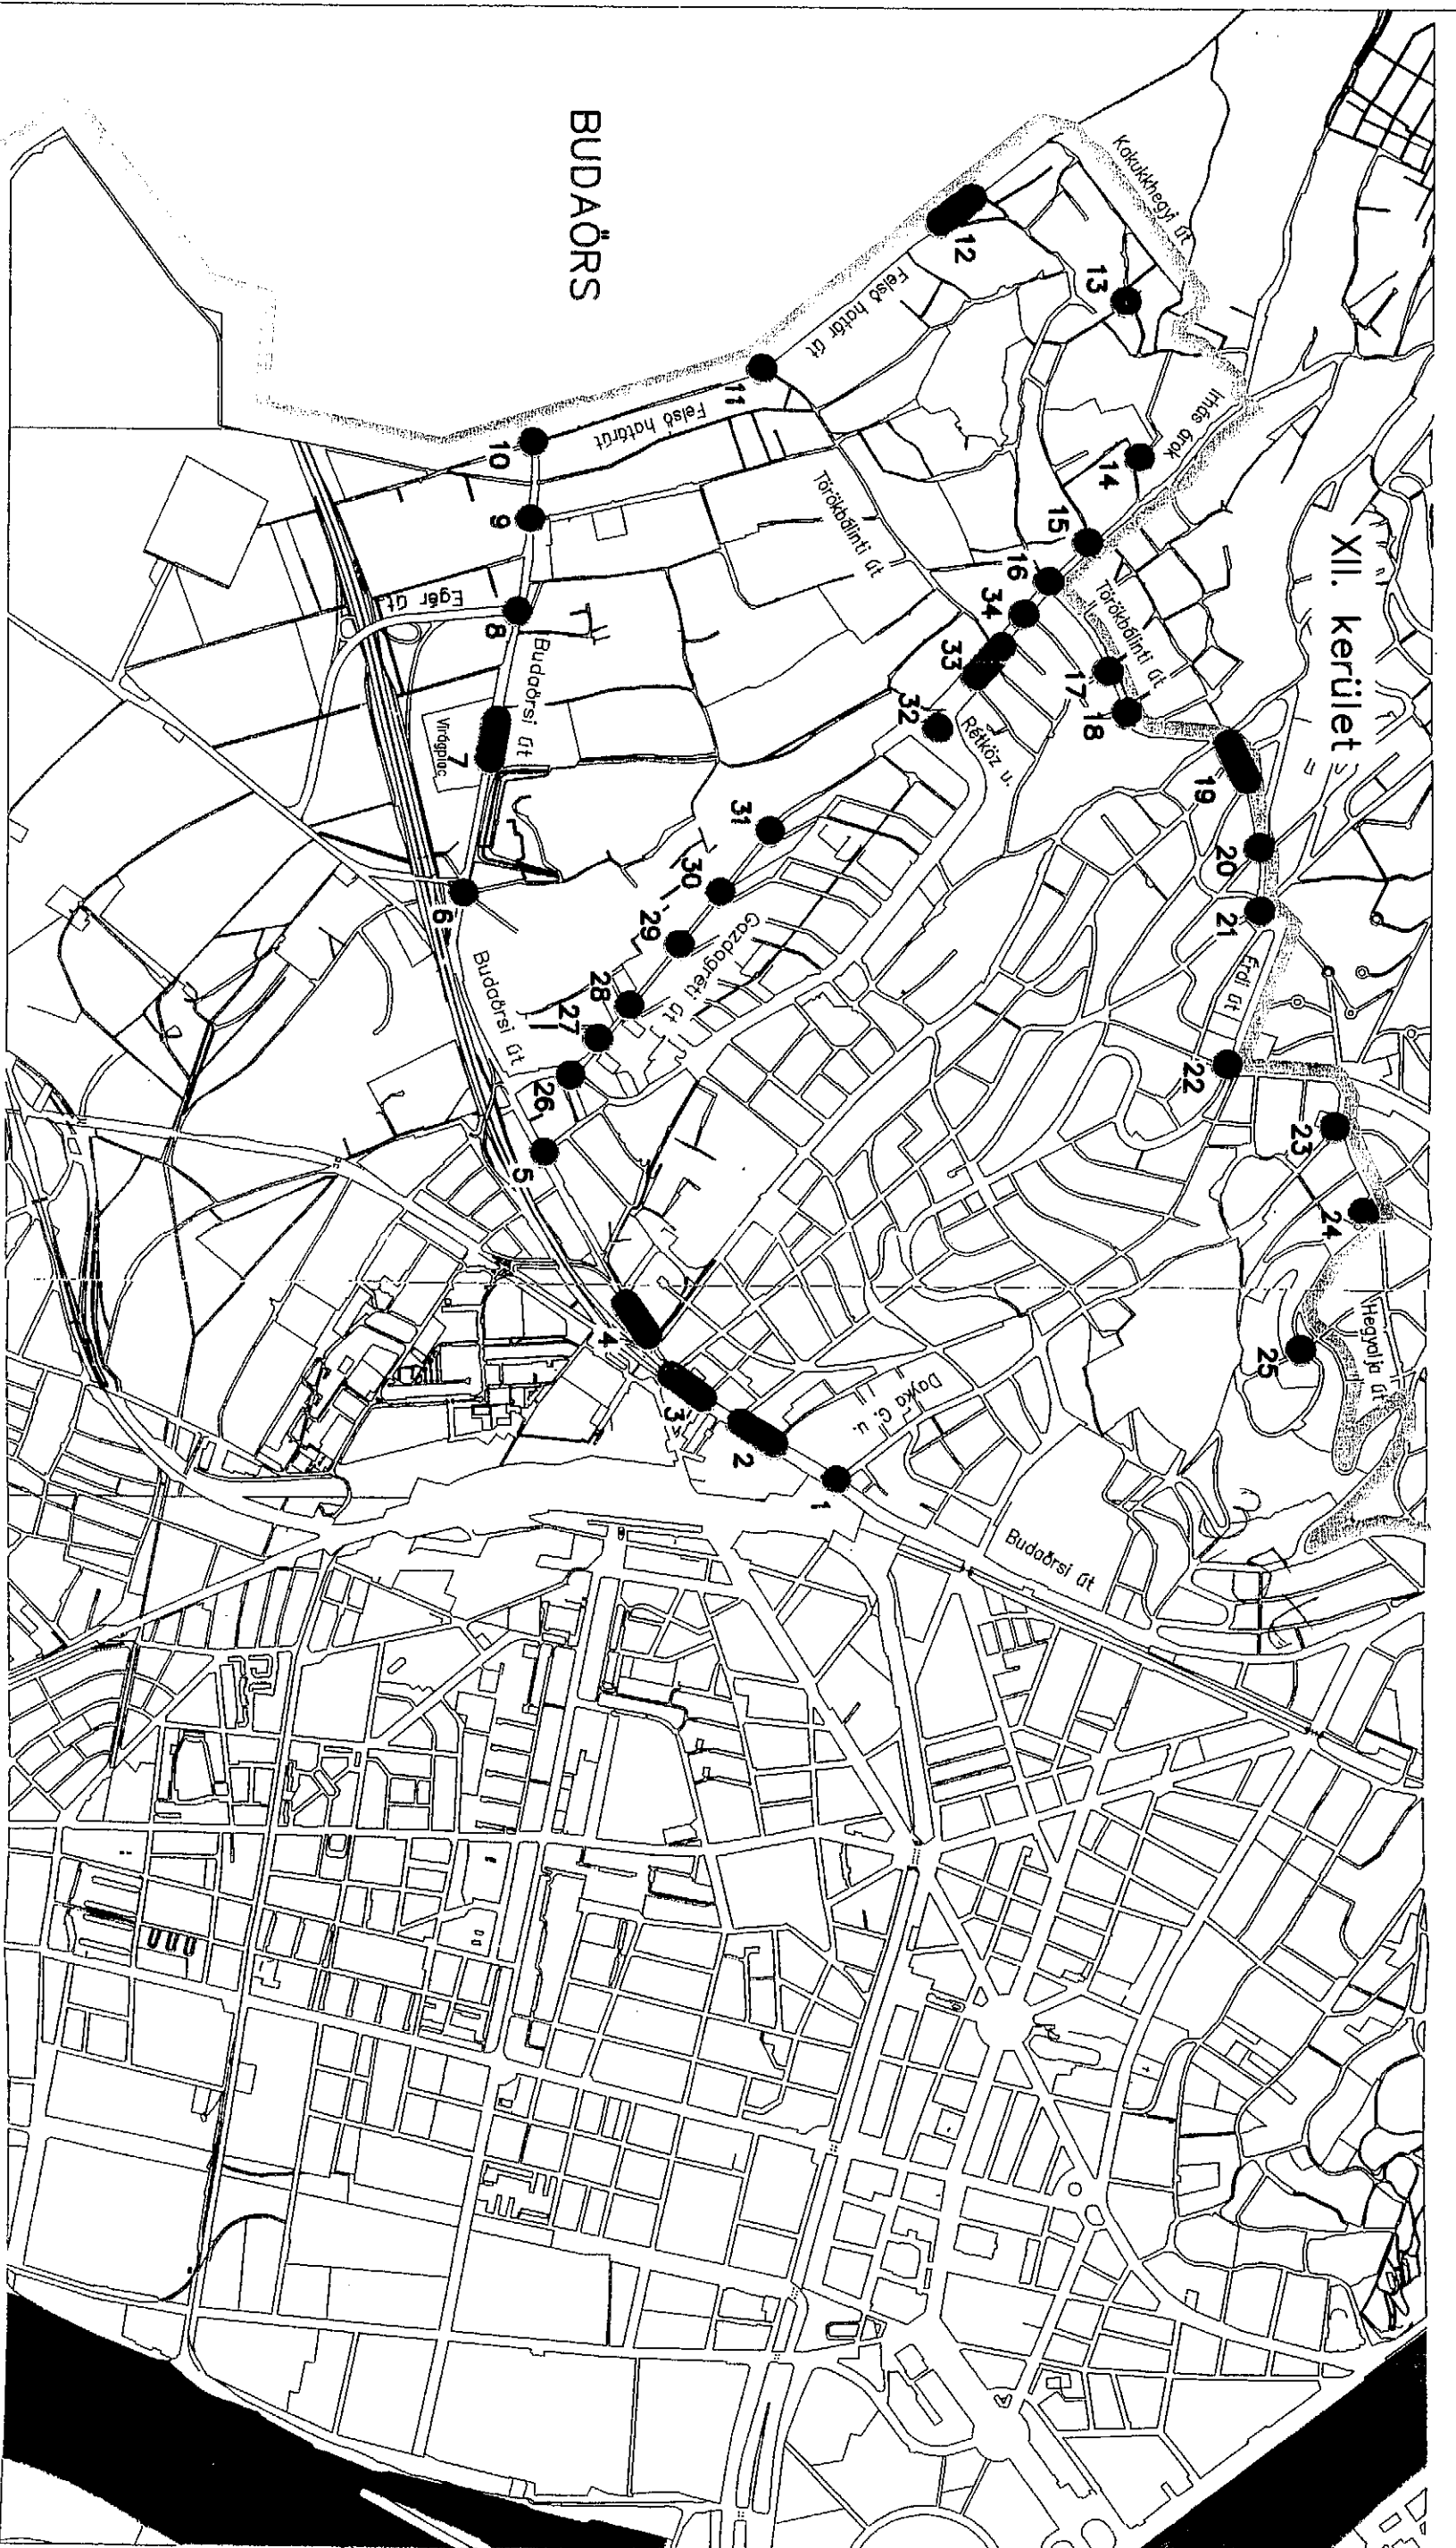 XII. kerület
BUDAÖRS
Kakukkhegyi út
Irhás árok
Felső határ út
Felső határút
Törökbálinti út
Törökbálinti út
Rétköz u.
Érdi út
Hegyalja út
Gazdagréti út
Dayka G. u.
Budaörsi út
Budaörsi út
Budaörsi út
Egér út
Virágpiac
1
2
3
4
5
6
7
8
9
10
11
12
13
14
15
16
17
18
19
20
21
22
23
24
25
26
27
28
29
30
31
32
33
34